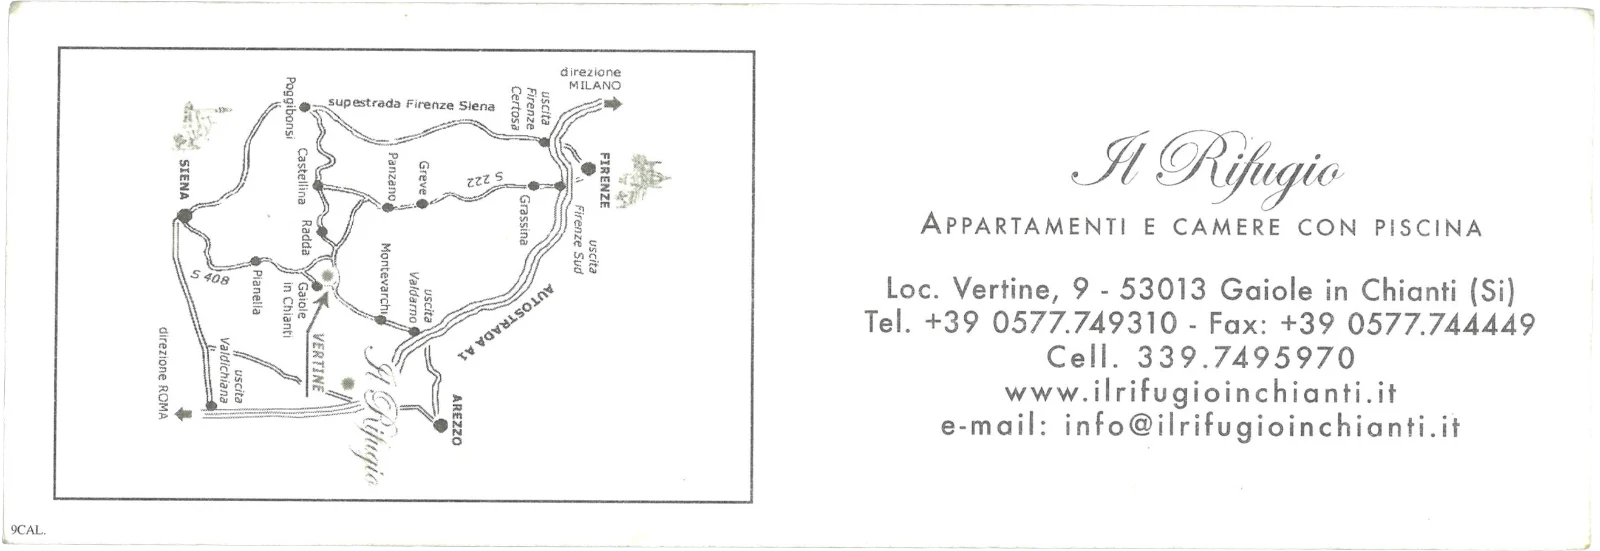 direzione
MILANO
supestrada Firenze Siena
uscita
Firenze
Certosa
Poggibonsi
FIRENZE
SIENA
Castellina
Panzano
Greve
S 222
Grassina
uscita
Firenze Sud
Radda
Montevarchi
uscita
Valdarno
S 408
Pianella
Gaiole
in Chianti
AUTOSTRADA A1
VERTINE
direzione ROMA
uscita
Valdichiana
Il Rifugio
AREZZO
9CAL.
Il Rifugio
APPARTAMENTI E CAMERE CON PISCINA
Loc. Vertine, 9 - 53013 Gaiole in Chianti (Si)
Tel. +39 0577.749310 - Fax: +39 0577.744449
Cell. 339.7495970
www.ilrifugioinchianti.it
e-mail: info@ilrifugioinchianti.it